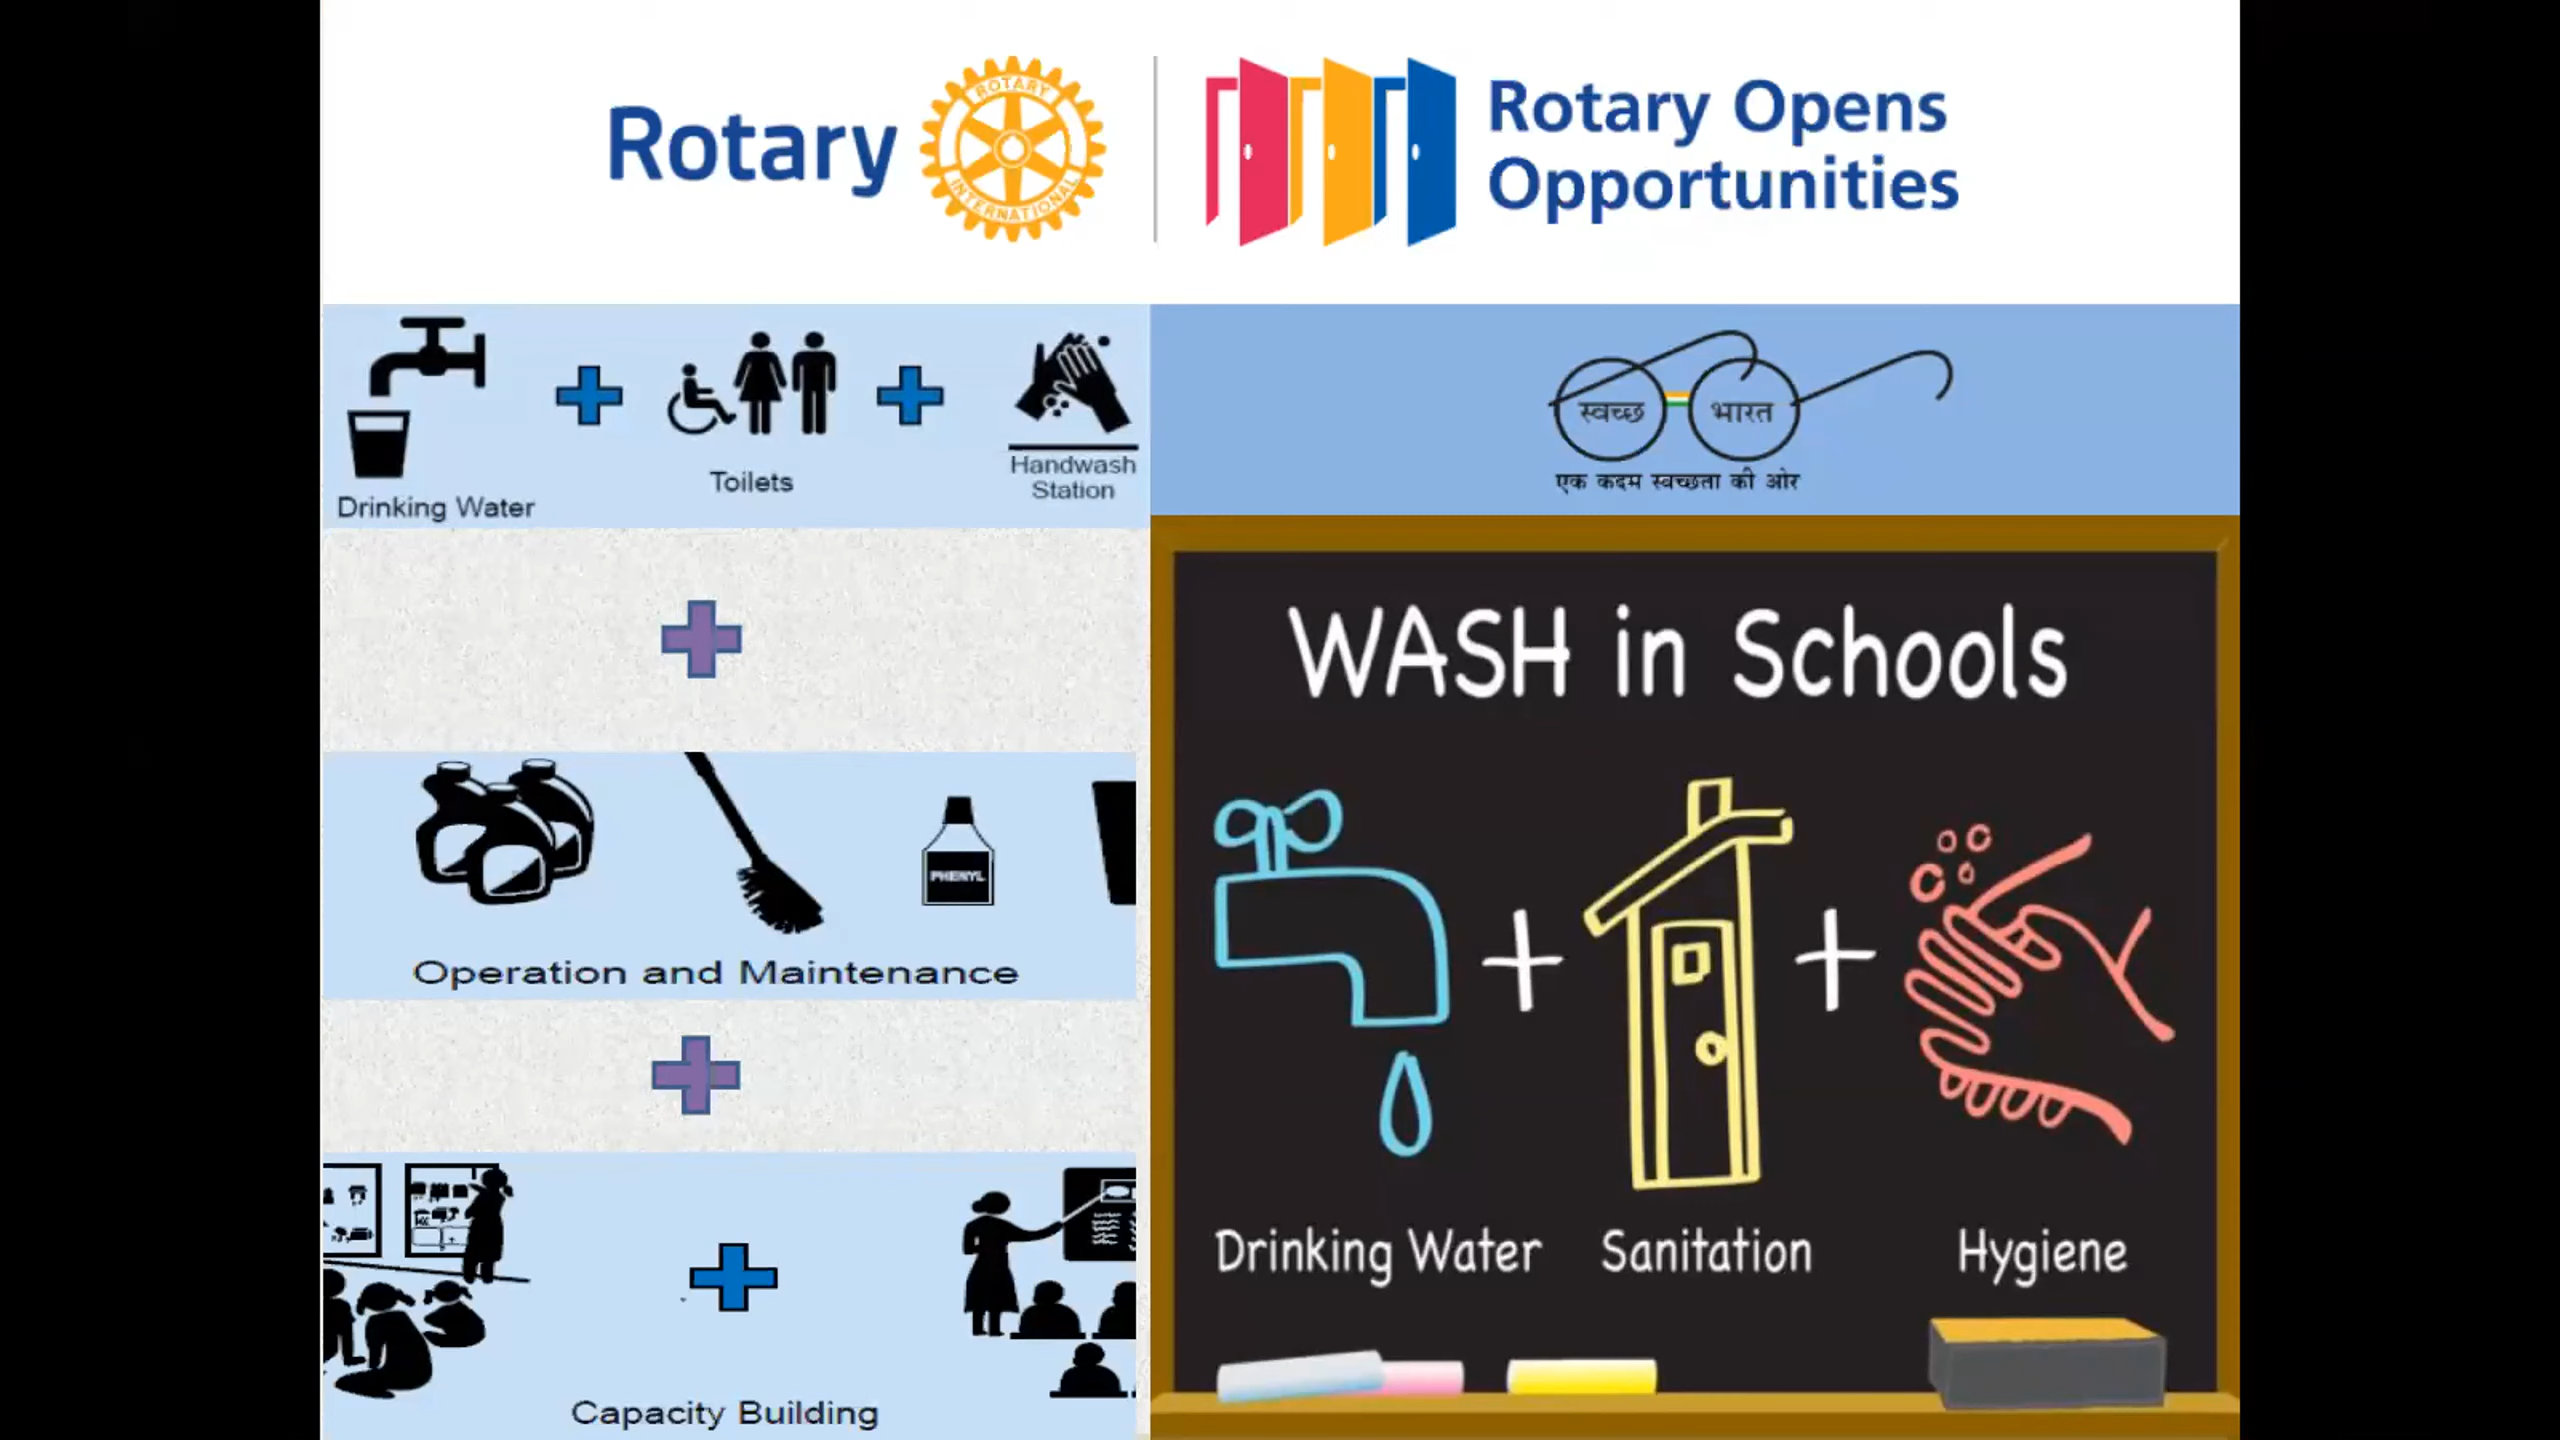 Rotary
ROTARY
INTERNATIONAL
Rotary Opens
Opportunities
Drinking Water
Toilets
Handwash
Station
स्वच्छ भारत
एक कदम स्वच्छता की ओर
PHENYL
Operation and Maintenance
Capacity Building
WASH in Schools
+ +
Drinking Water Sanitation Hygiene